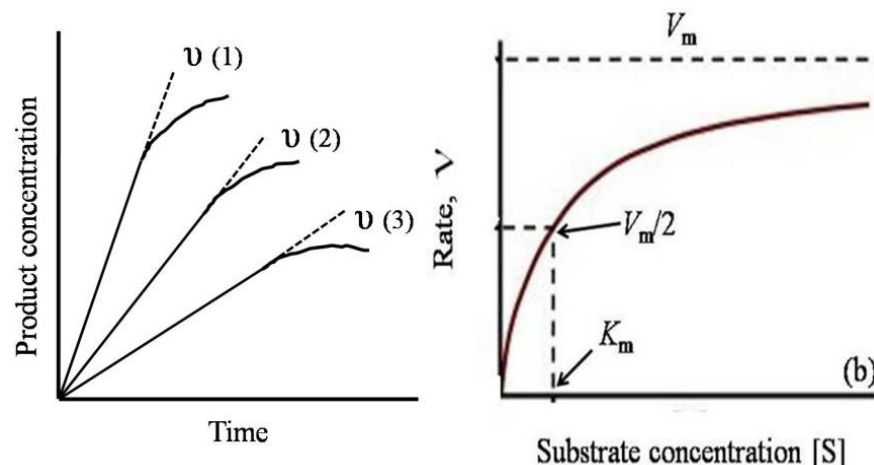 Product concentration
υ (1)
υ (2)
υ (3)
Time
Rate, V
Vm
Vm/2
Km
(b)
Substrate concentration [S]